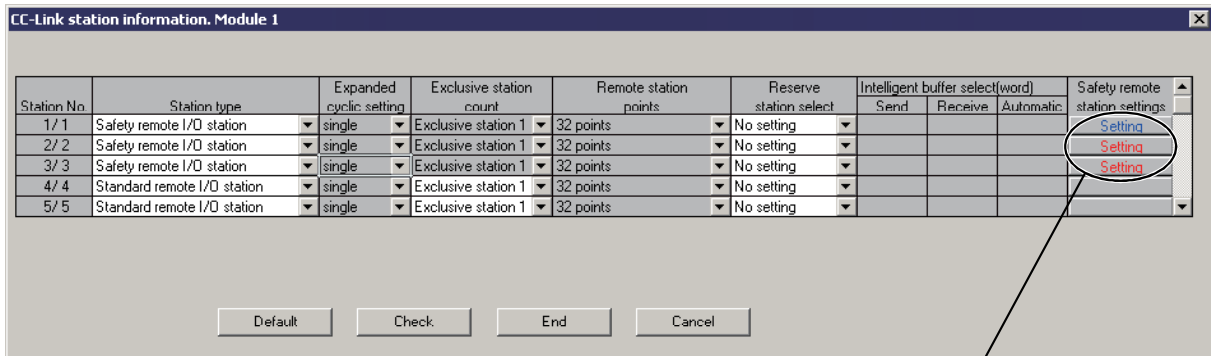 CC-Link station information. Module 1
Expanded Exclusive station Remote station Reserve Intelligent buffer select(word) Safety remote
Station No. Station type cyclic setting count points station select Send Receive Automatic station settings
1/ 1 Safety remote I/O station single Exclusive station 1 32 points No setting Setting
2/ 2 Safety remote I/O station single Exclusive station 1 32 points No setting Setting
3/ 3 Safety remote I/O station single Exclusive station 1 32 points No setting Setting
4/ 4 Standard remote I/O station single Exclusive station 1 32 points No setting
5/ 5 Standard remote I/O station single Exclusive station 1 32 points No setting
Default Check End Cancel